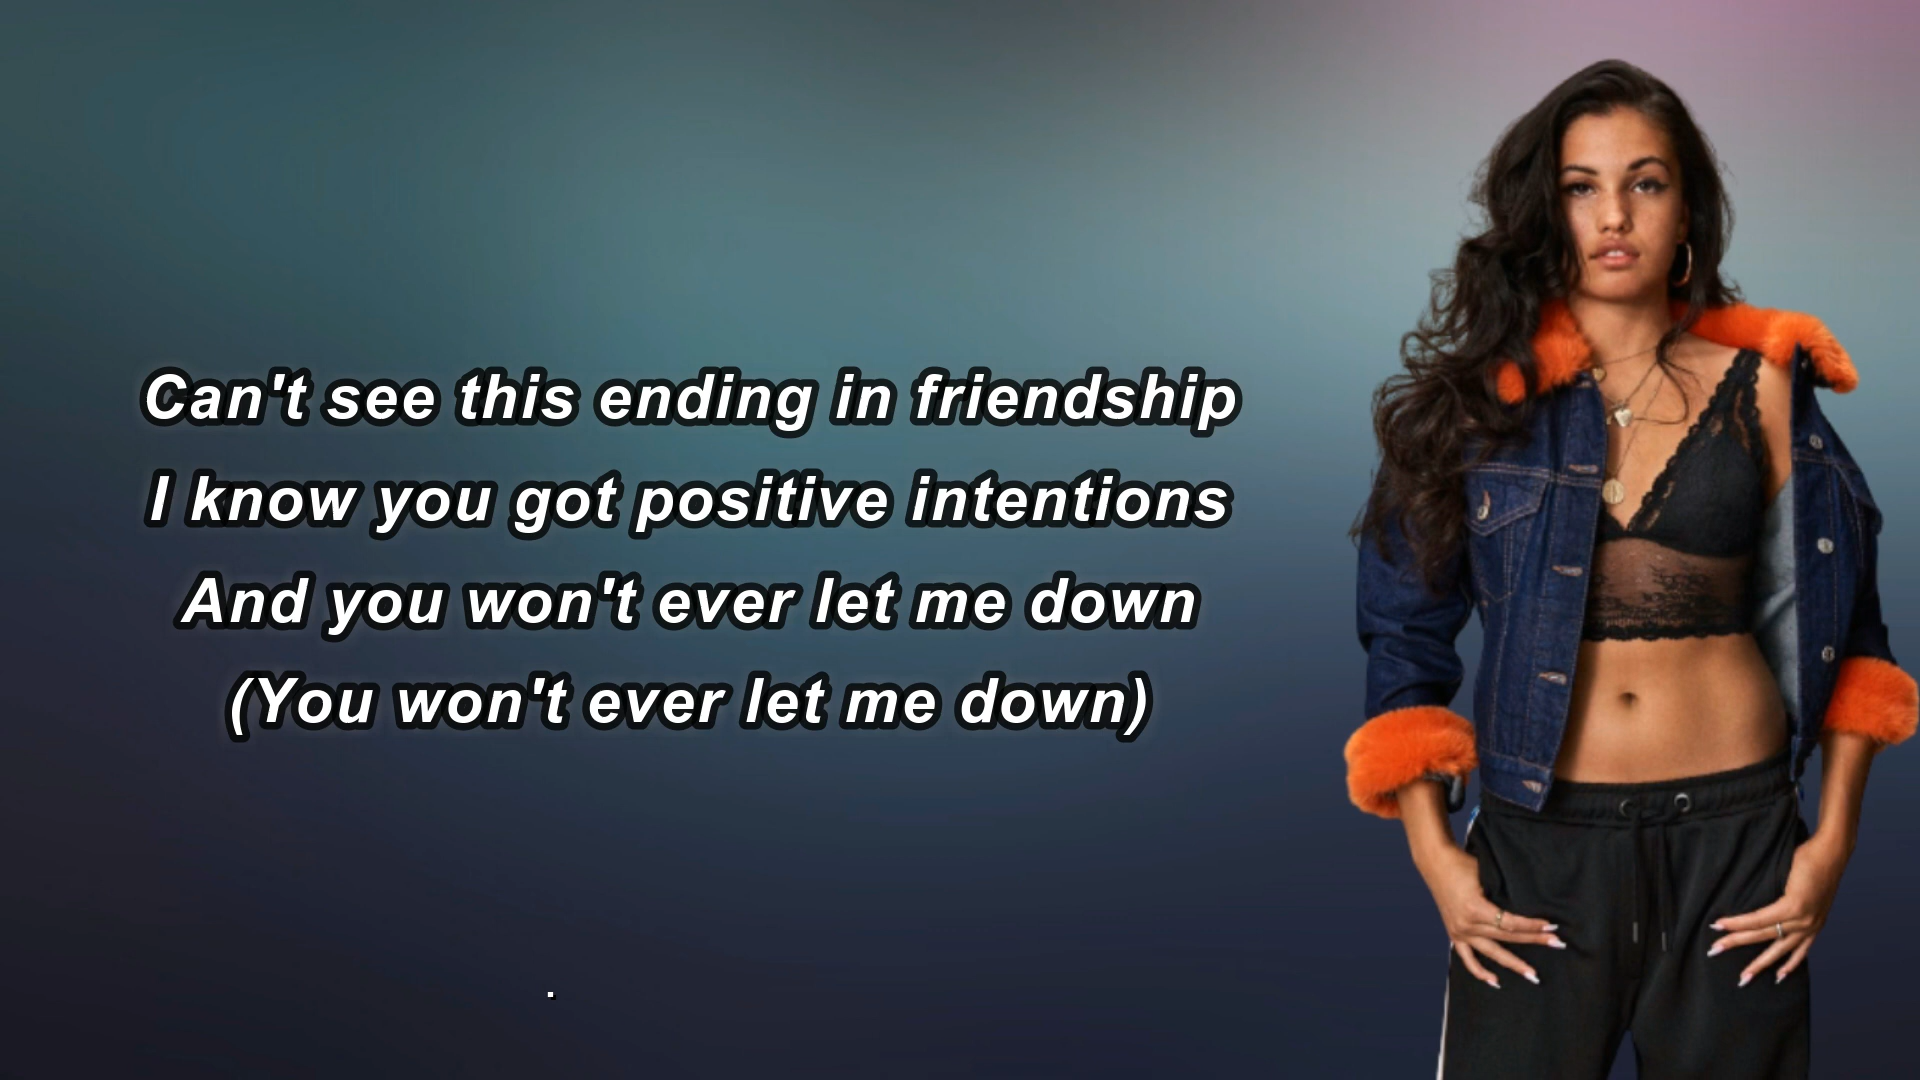 Can't see this ending in friendship
I know you got positive intentions
And you won't ever let me down
(You won't ever let me down)
.